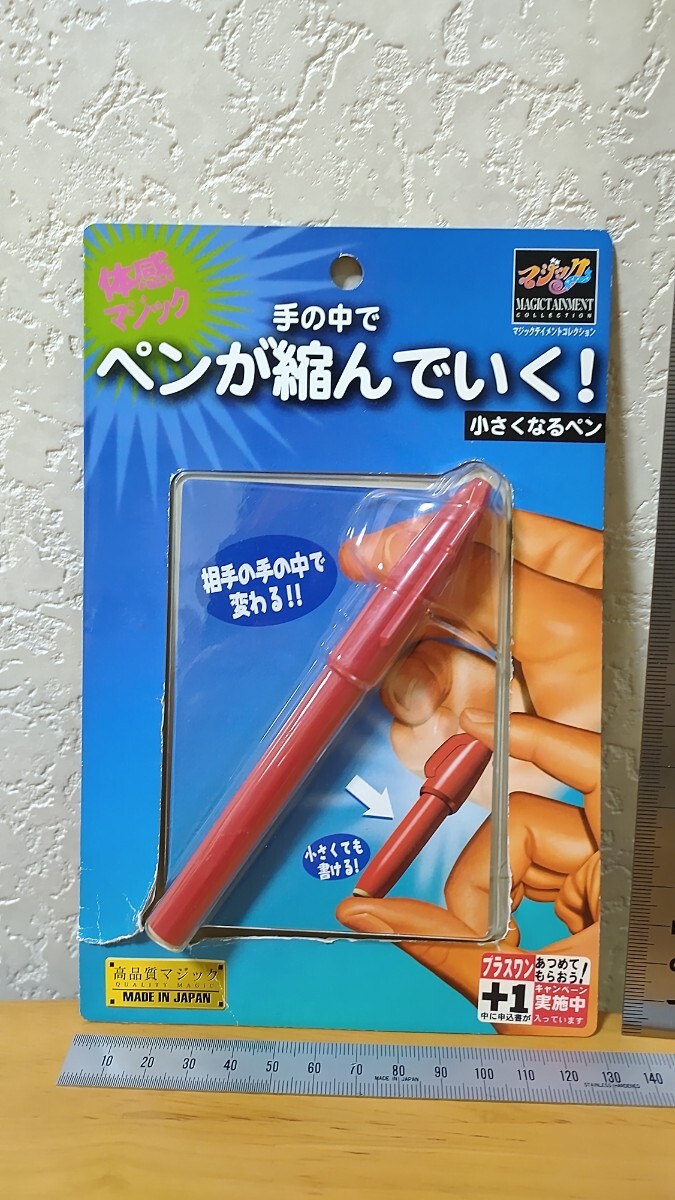 体感
マジック
マジック
MAGICTAINMENT
COLLECTION
マジックテイメントコレクション
手の中で
ペンが縮んでいく!
小さくなるペン
相手の手の中で
変わる!!
小さくても
書ける!
高品質マジック
QUALITY MAGIC
MADE IN JAPAN
プラスワン
+1
中に申込書が
あつめて
もらおう!
キャンペーン
実施中
入っています
10 20 30 40 50 60 70 80 90 100 110 120 130 140
MADE IN JAPAN
STAINLESS HARDENED